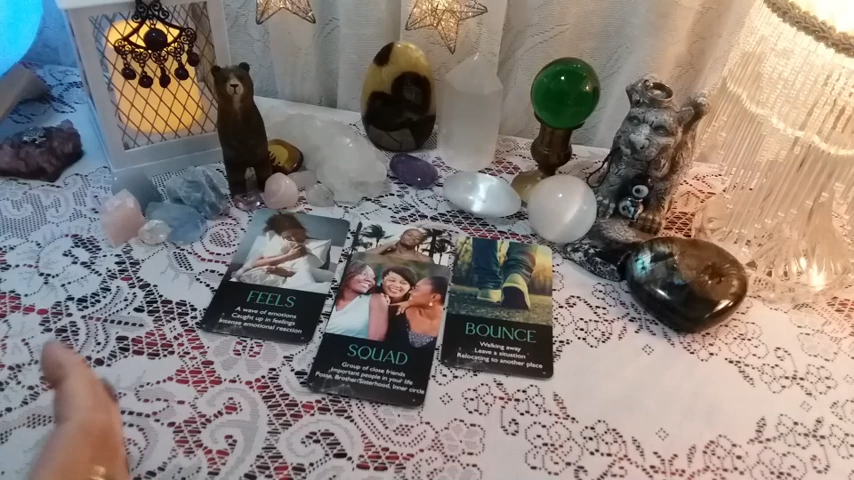 FEELS
A wave of emotions
Caught up in feelings
Intense emotional reaction
SQUAD
Group of close friends
Important people in your life
Posse, Brother/Sisterhood, Inner circle
BOUNCE
Walking away
Leave a situation
Relocating to another place